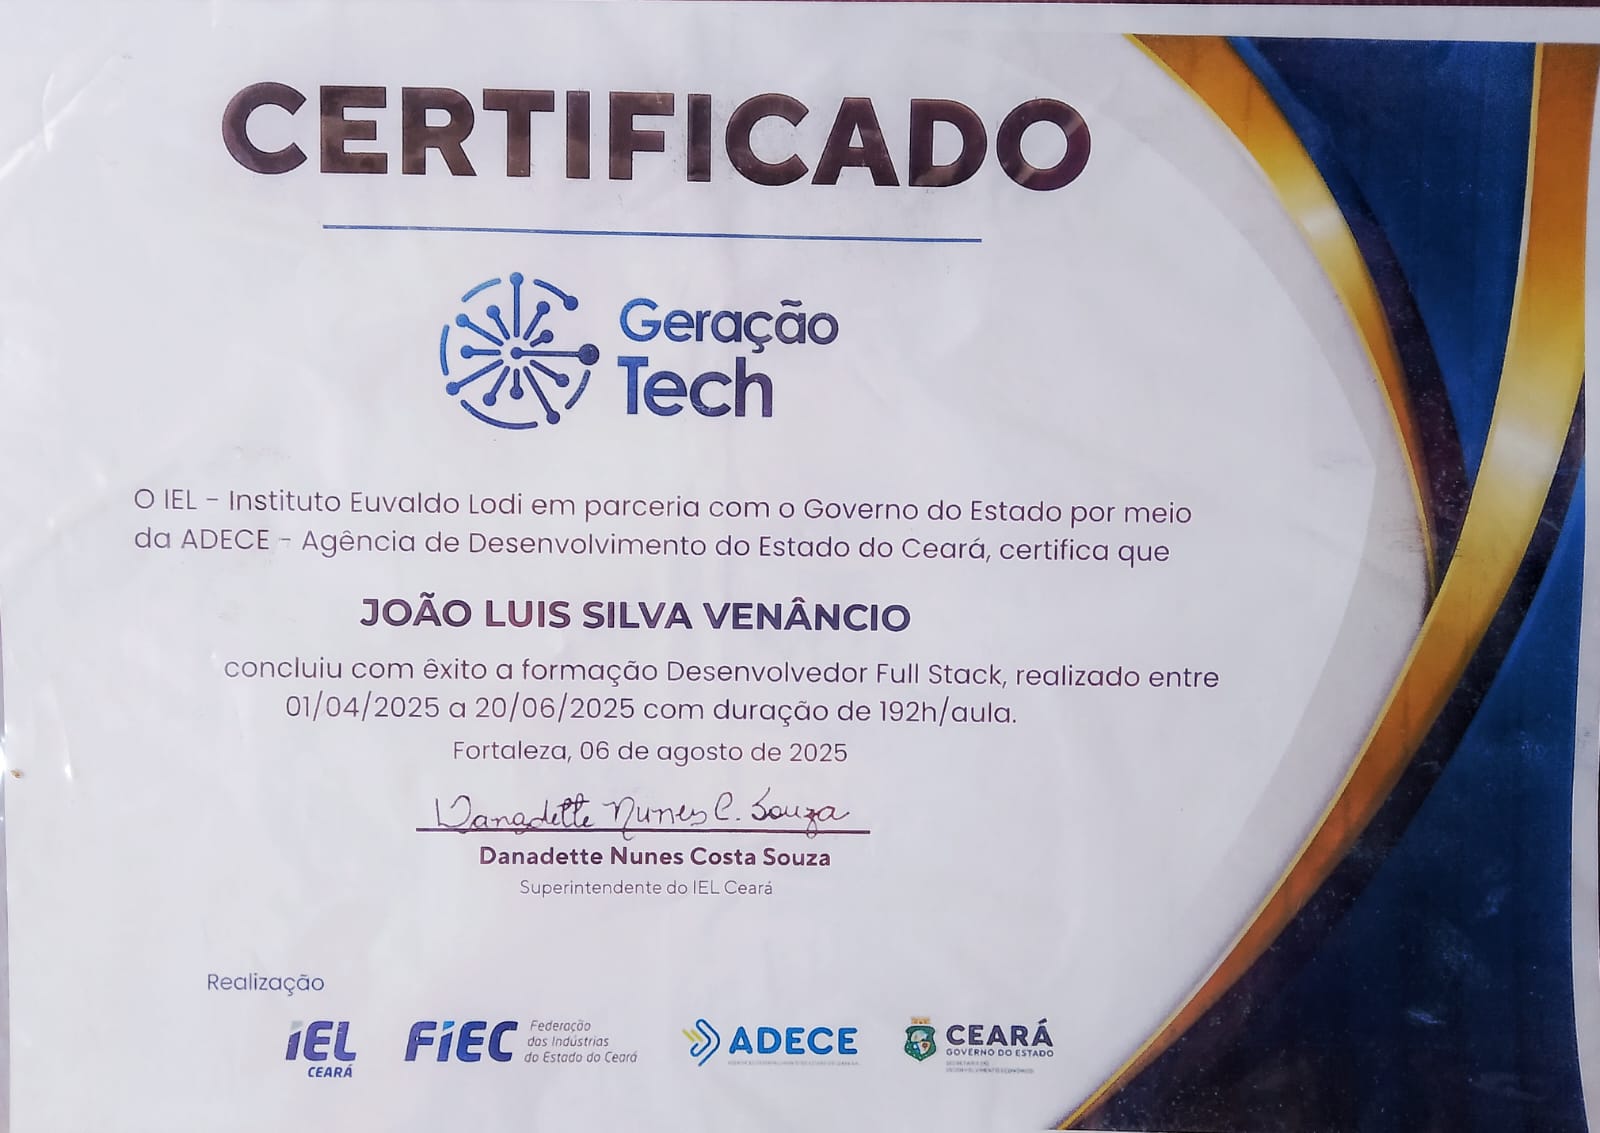 CERTIFICADO
Geração
Tech
O IEL - Instituto Euvaldo Lodi em parceria com o Governo do Estado por meio
da ADECE - Agência de Desenvolvimento do Estado do Ceará, certifica que
JOÃO LUIS SILVA VENÂNCIO
concluiu com êxito a formação Desenvolvedor Full Stack, realizado entre
01/04/2025 a 20/06/2025 com duração de 192h/aula.
Fortaleza, 06 de agosto de 2025
Danadette Nunes C. Souza
Danadette Nunes Costa Souza
Superintendente do IEL Ceará
Realização
iEL
CEARÁ
FiEC
Federação
das Indústrias
do Estado do Ceará
ADECE
CEARÁ
GOVERNO DO ESTADO
SECRETARIA DO
DESENVOLVIMENTO ECONÔMICO